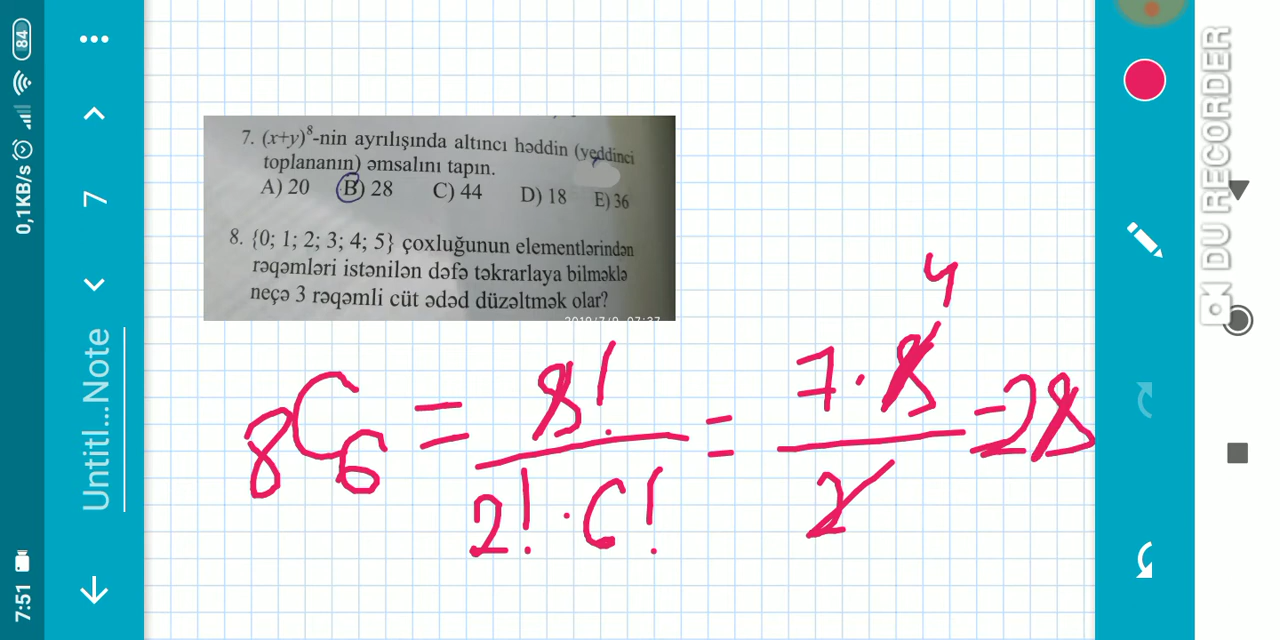 7. (x+y)⁸-nin ayrılışında altıncı həddin (yeddinci
toplananın) əmsalını tapın.
A) 20 B) 28 C) 44 D) 18 E) 36
8. {0; 1; 2; 3; 4; 5} çoxluğunun elementlərindən
rəqəmləri istənilən dəfə təkrarlaya bilməklə
neçə 3 rəqəmli cüt ədəd düzəltmək olar?
8C6 = 8! / 2! · 6! = 7 · 8 / 2 = 28
4
0,1KB/s
84
7:51
7
Untitl...Note
DU RECORDER